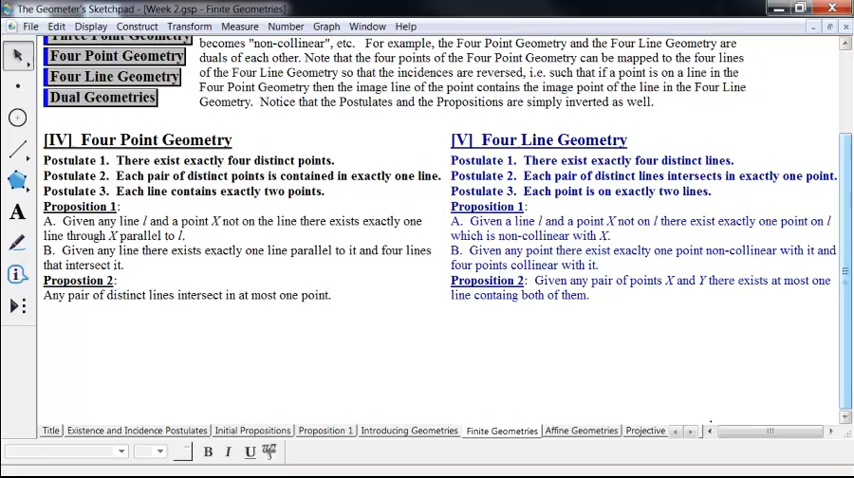 The Geometer's Sketchpad - [Week 2.gsp - Finite Geometries]
File Edit Display Construct Transform Measure Number Graph Window Help
Three Point Geometry
becomes "non-collinear", etc. For example, the Four Point Geometry and the Four Line Geometry are
Four Point Geometry
duals of each other. Note that the four points of the Four Point Geometry can be mapped to the four lines
Four Line Geometry
of the Four Line Geometry so that the incidences are reversed, i.e. such that if a point is on a line in the
Four Point Geometry then the image line of the point contains the image point of the line in the Four Line
Dual Geometries
Geometry. Notice that the Postulates and the Propositions are simply inverted as well.
[IV] Four Point Geometry
Postulate 1. There exist exactly four distinct points.
Postulate 2. Each pair of distinct points is contained in exactly one line.
Postulate 3. Each line contains exactly two points.
Proposition 1:
A. Given any line l and a point X not on the line there exists exactly one
line through X parallel to l.
B. Given any line there exists exactly one line parallel to it and four lines
that intersect it.
Propostion 2:
Any pair of distinct lines intersect in at most one point.
[V] Four Line Geometry
Postulate 1. There exist exactly four distinct lines.
Postulate 2. Each pair of distinct lines intersects in exactly one point.
Postulate 3. Each point is on exactly two lines.
Proposition 1:
A. Given a line l and a point X not on l there exist exactly one point on l
which is non-collinear with X.
B. Given any point there exist exaclty one point non-collinear with it and
four points collinear with it.
Proposition 2: Given any pair of points X and Y there exists at most one
line containg both of them.
Title Existence and Incidence Postulates Initial Propositions Proposition 1 Introducing Geometries Finite Geometries Affine Geometries Projective
A
B I U